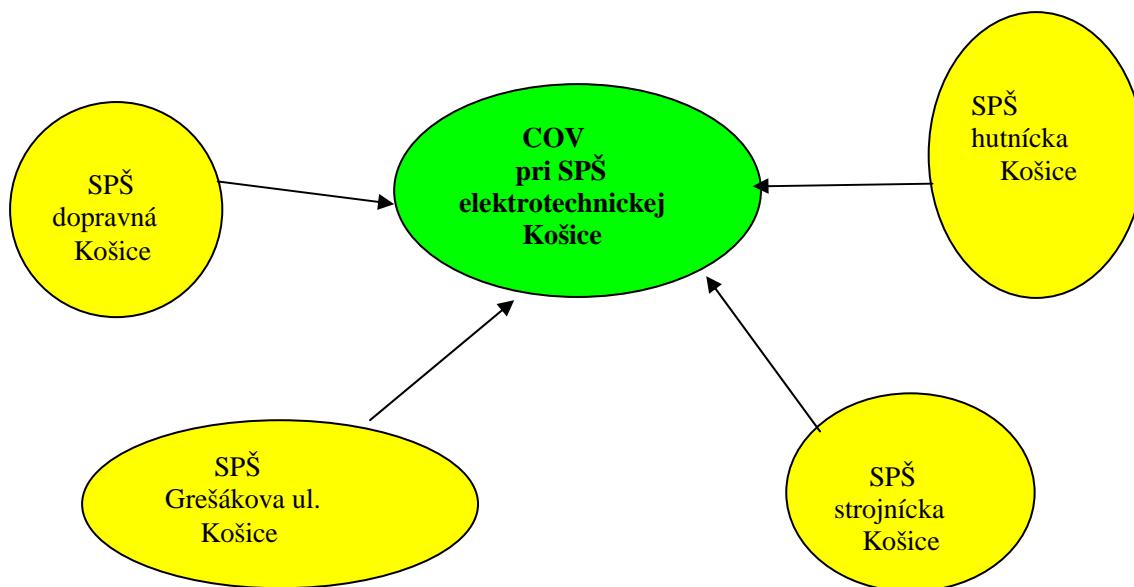 COV
pri SPŠ
elektrotechnickej
Košice
SPŠ
hutnícka
Košice
SPŠ
dopravná
Košice
SPŠ
Grešákova ul.
Košice
SPŠ
strojnícka
Košice